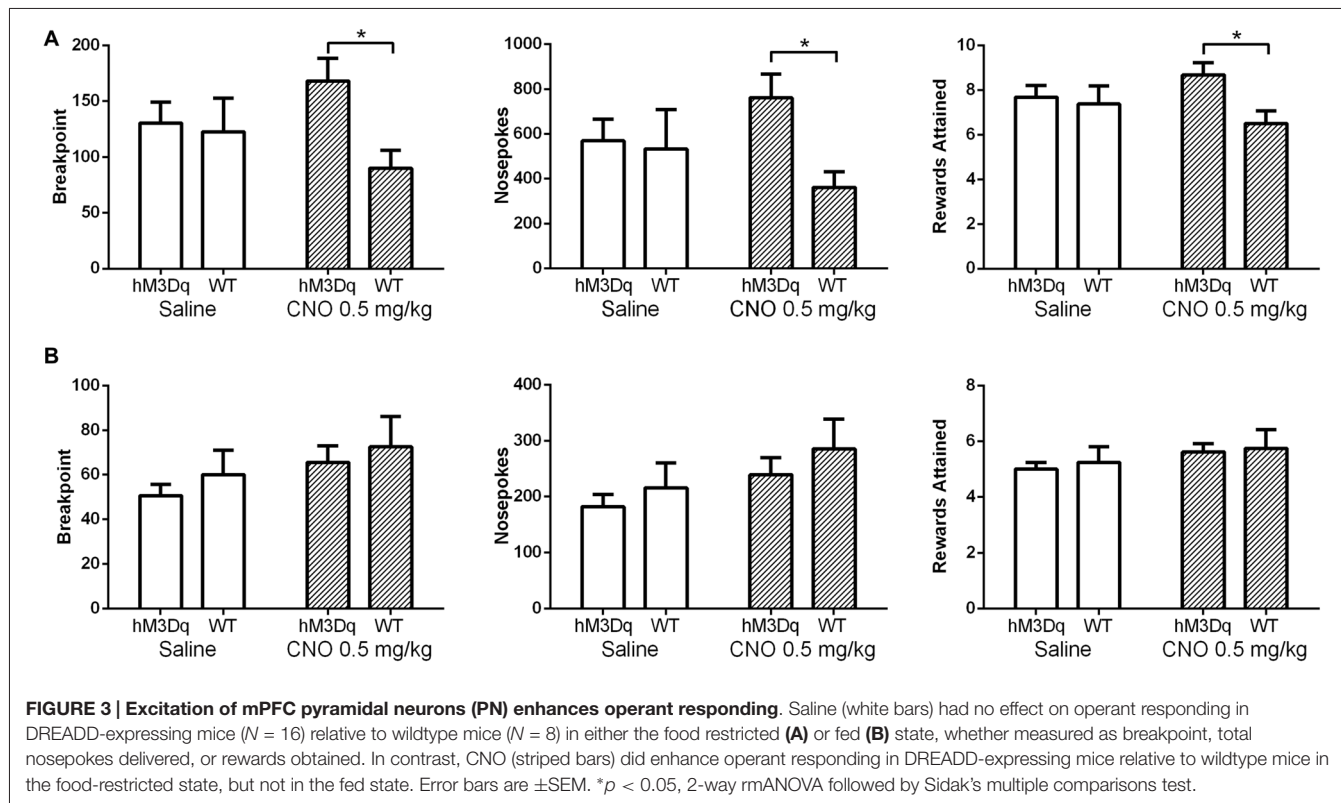 A
*
*
*
200
150
100
50
0
Breakpoint
hM3Dq WT hM3Dq WT
Saline CNO 0.5 mg/kg
1000
800
600
400
200
0
Nosepokes
hM3Dq WT hM3Dq WT
Saline CNO 0.5 mg/kg
10
8
6
4
2
0
Rewards Attained
hM3Dq WT hM3Dq WT
Saline CNO 0.5 mg/kg
B
100
80
60
40
20
0
Breakpoint
hM3Dq WT hM3Dq WT
Saline CNO 0.5 mg/kg
400
300
200
100
0
Nosepokes
hM3Dq WT hM3Dq WT
Saline CNO 0.5 mg/kg
8
6
4
2
0
Rewards Attained
hM3Dq WT hM3Dq WT
Saline CNO 0.5 mg/kg
FIGURE 3 | Excitation of mPFC pyramidal neurons (PN) enhances operant responding. Saline (white bars) had no effect on operant responding in
DREADD-expressing mice (N = 16) relative to wildtype mice (N = 8) in either the food restricted (A) or fed (B) state, whether measured as breakpoint, total
nosepokes delivered, or rewards obtained. In contrast, CNO (striped bars) did enhance operant responding in DREADD-expressing mice relative to wildtype mice in
the food-restricted state, but not in the fed state. Error bars are ±SEM. *p < 0.05, 2-way rmANOVA followed by Sidak's multiple comparisons test.